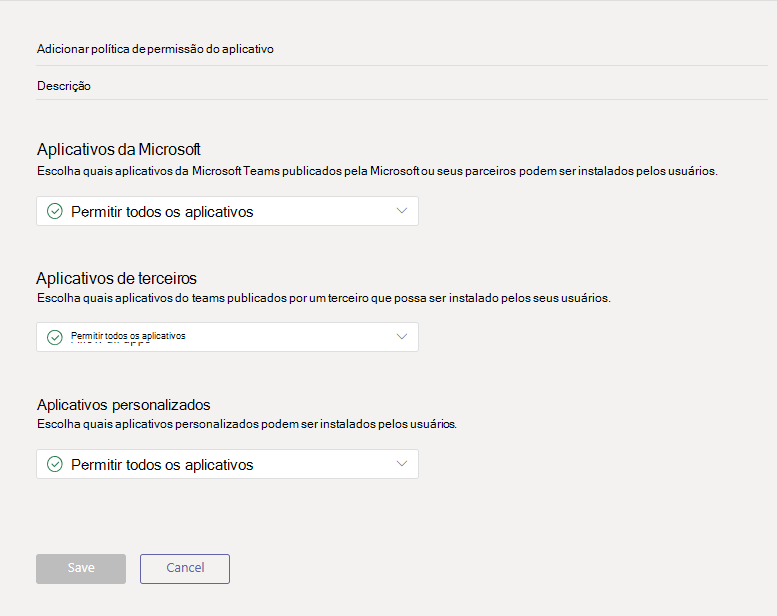 Adicionar política de permissão do aplicativo
Descrição
Aplicativos da Microsoft
Escolha quais aplicativos da Microsoft Teams publicados pela Microsoft ou seus parceiros podem ser instalados pelos usuários.
Permitir todos os aplicativos
Aplicativos de terceiros
Escolha quais aplicativos do teams publicados por um terceiro que possa ser instalado pelos seus usuários.
Permitir todos os aplicativos
Aplicativos personalizados
Escolha quais aplicativos personalizados podem ser instalados pelos usuários.
Permitir todos os aplicativos
Save Cancel